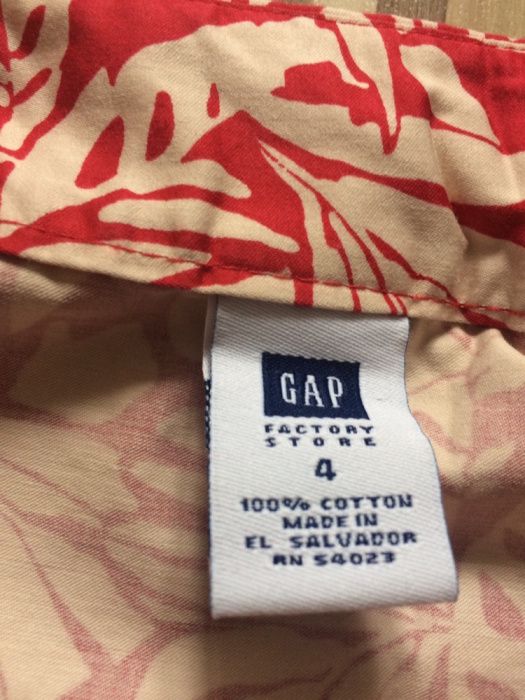 GAP
FACTORY
STORE
4
100% COTTON
MADE IN
EL SALVADOR
RN 54023